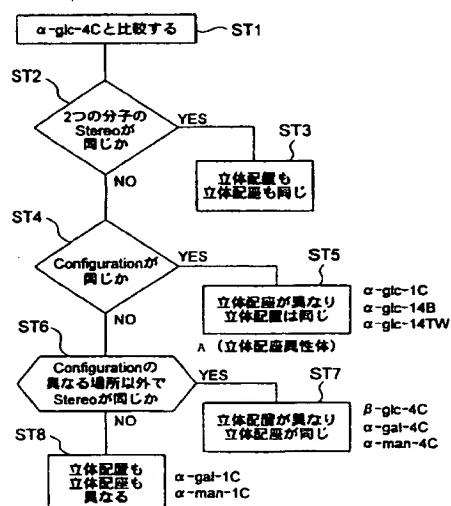 α-glc-4Cと比較する
ST1
ST2
2つの分子の
Stereoが
同じか
YES
ST3
立体配置も
立体配座も同じ
NO
ST4
Configurationが
同じか
YES
ST5
立体配座が異なり
立体配置は同じ
α-glc-1C
α-glc-14B
α-glc-14TW
A (立体配座異性体)
NO
ST6
Configurationの
異なる場所以外で
Stereoが同じか
YES
ST7
立体配置が異なり
立体配座が同じ
β-glc-4C
α-gal-4C
α-man-4C
NO
ST8
立体配置も
立体配座も
異なる
α-gal-1C
α-man-1C